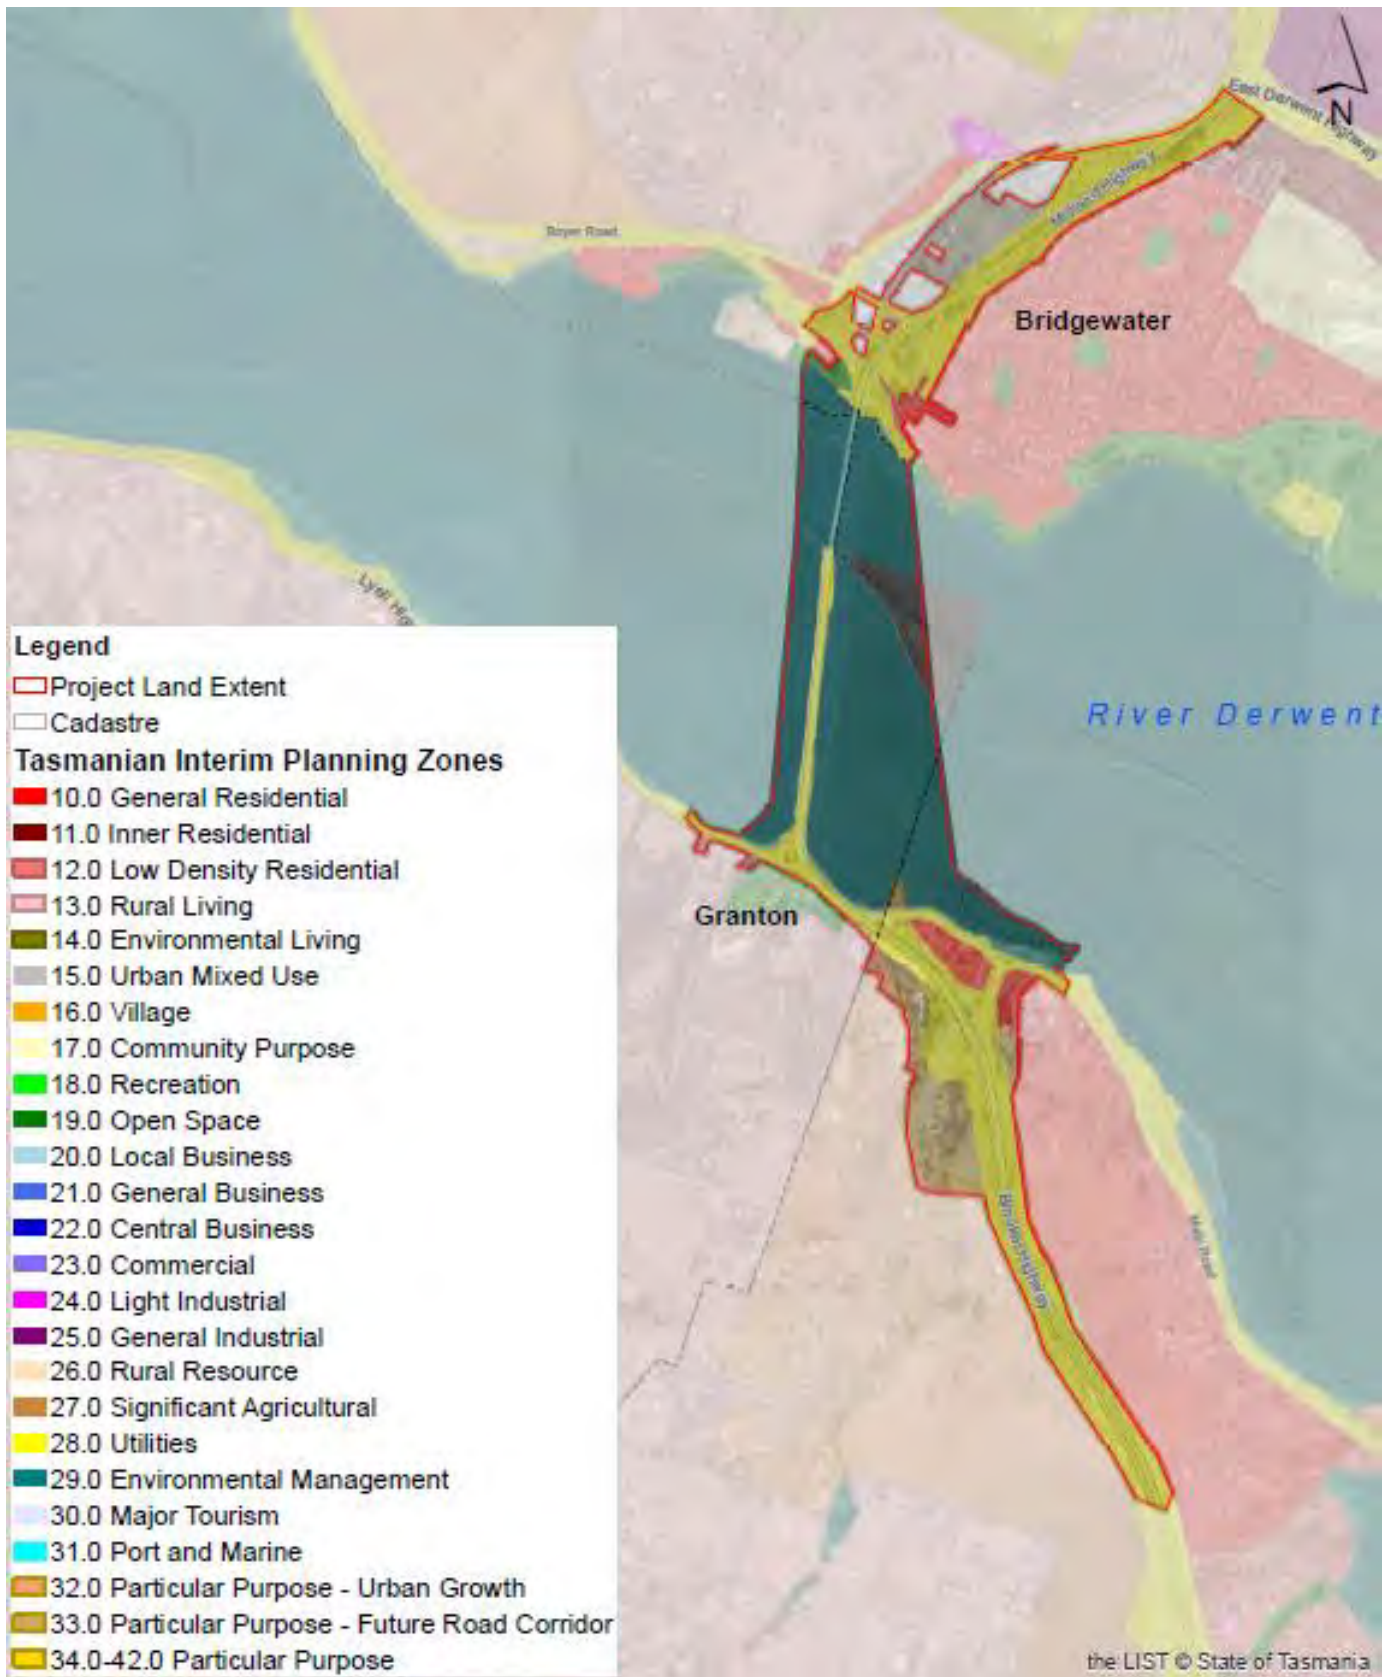 N
East Derwent Highway
Midland Highway
Boyer Road
Bridgewater
Lyell Hig
River Derwent
Granton
Main Road
Brooker Highway
Legend
Project Land Extent
Cadastre
Tasmanian Interim Planning Zones
10.0 General Residential
11.0 Inner Residential
12.0 Low Density Residential
13.0 Rural Living
14.0 Environmental Living
15.0 Urban Mixed Use
16.0 Village
17.0 Community Purpose
18.0 Recreation
19.0 Open Space
20.0 Local Business
21.0 General Business
22.0 Central Business
23.0 Commercial
24.0 Light Industrial
25.0 General Industrial
26.0 Rural Resource
27.0 Significant Agricultural
28.0 Utilities
29.0 Environmental Management
30.0 Major Tourism
31.0 Port and Marine
32.0 Particular Purpose - Urban Growth
33.0 Particular Purpose - Future Road Corridor
34.0-42.0 Particular Purpose
the LIST © State of Tasmania